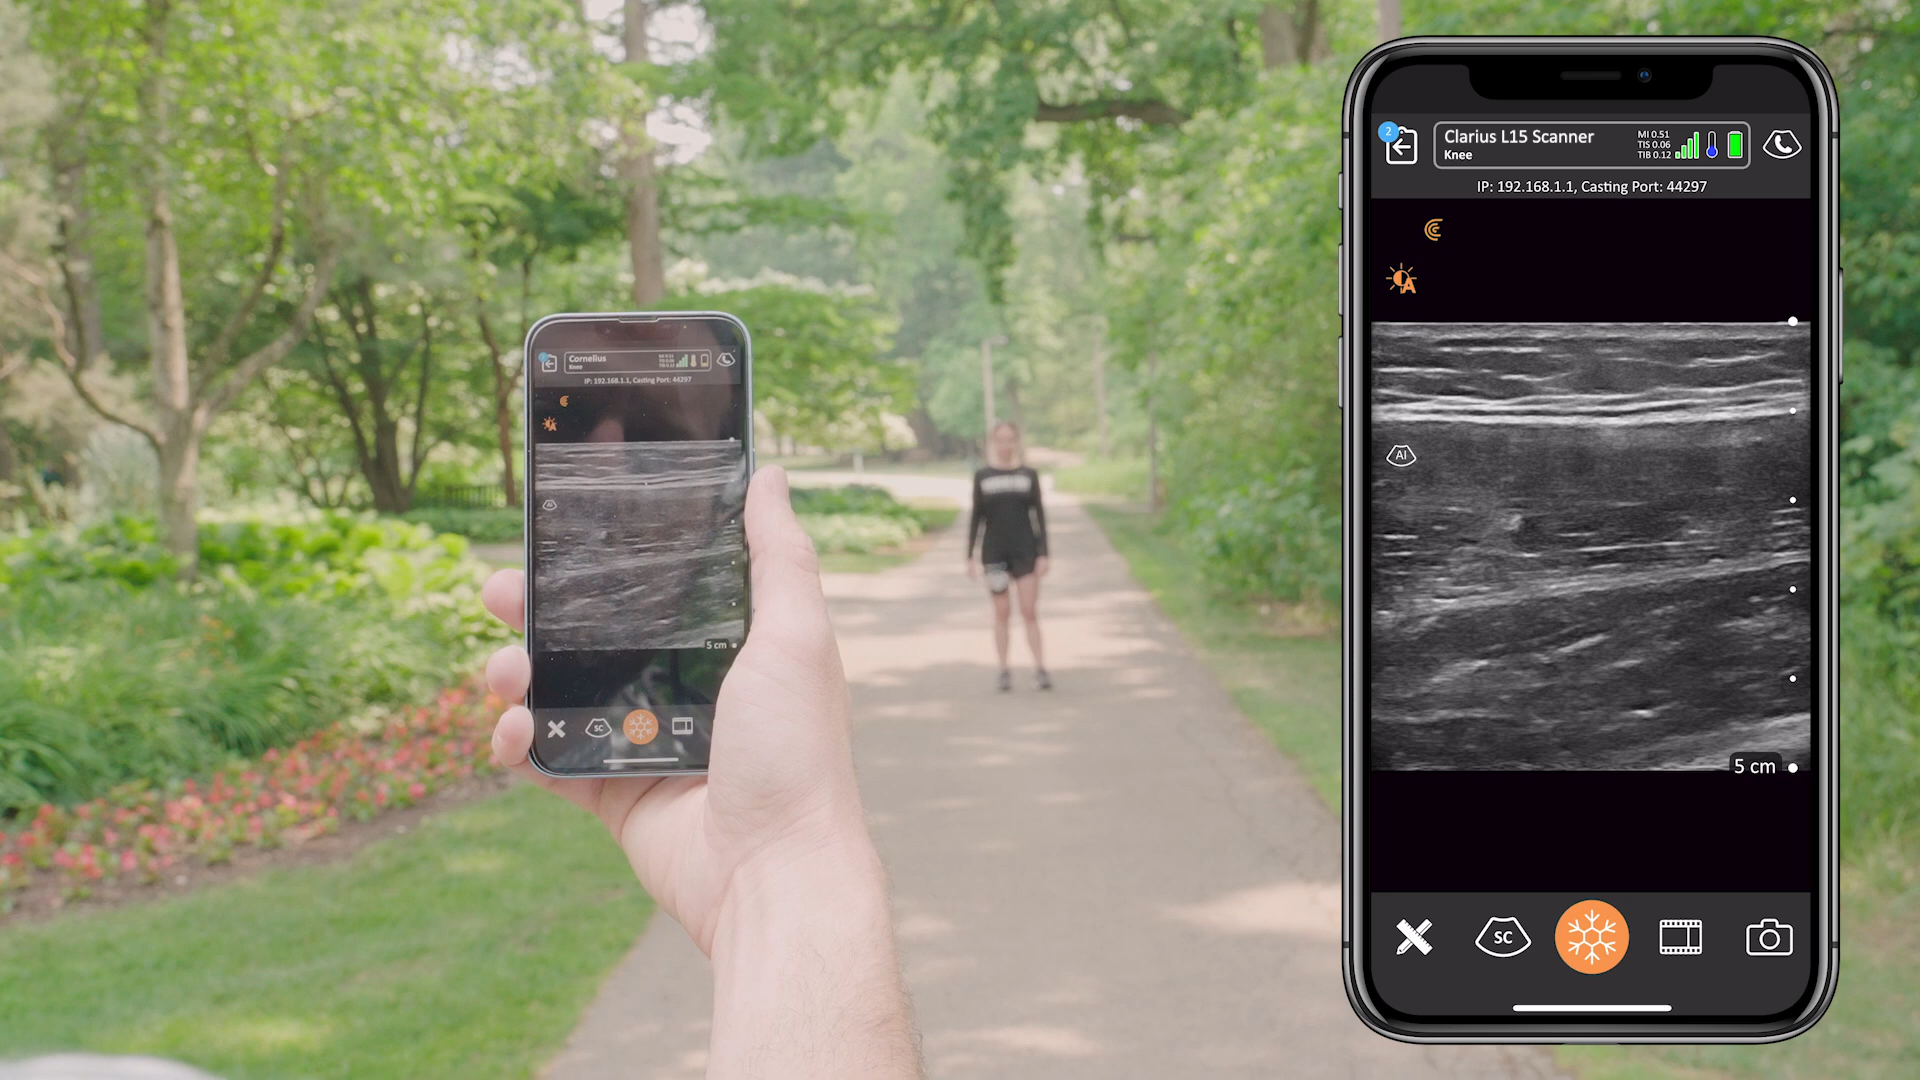 Cornelius
Knee
IP: 192.168.1.1, Casting Port: 44297
5 cm
SC
2
Clarius L15 Scanner
Knee
MI 0.51
TIS 0.06
TIB 0.12
IP: 192.168.1.1, Casting Port: 44297
A
AI
5 cm
SC